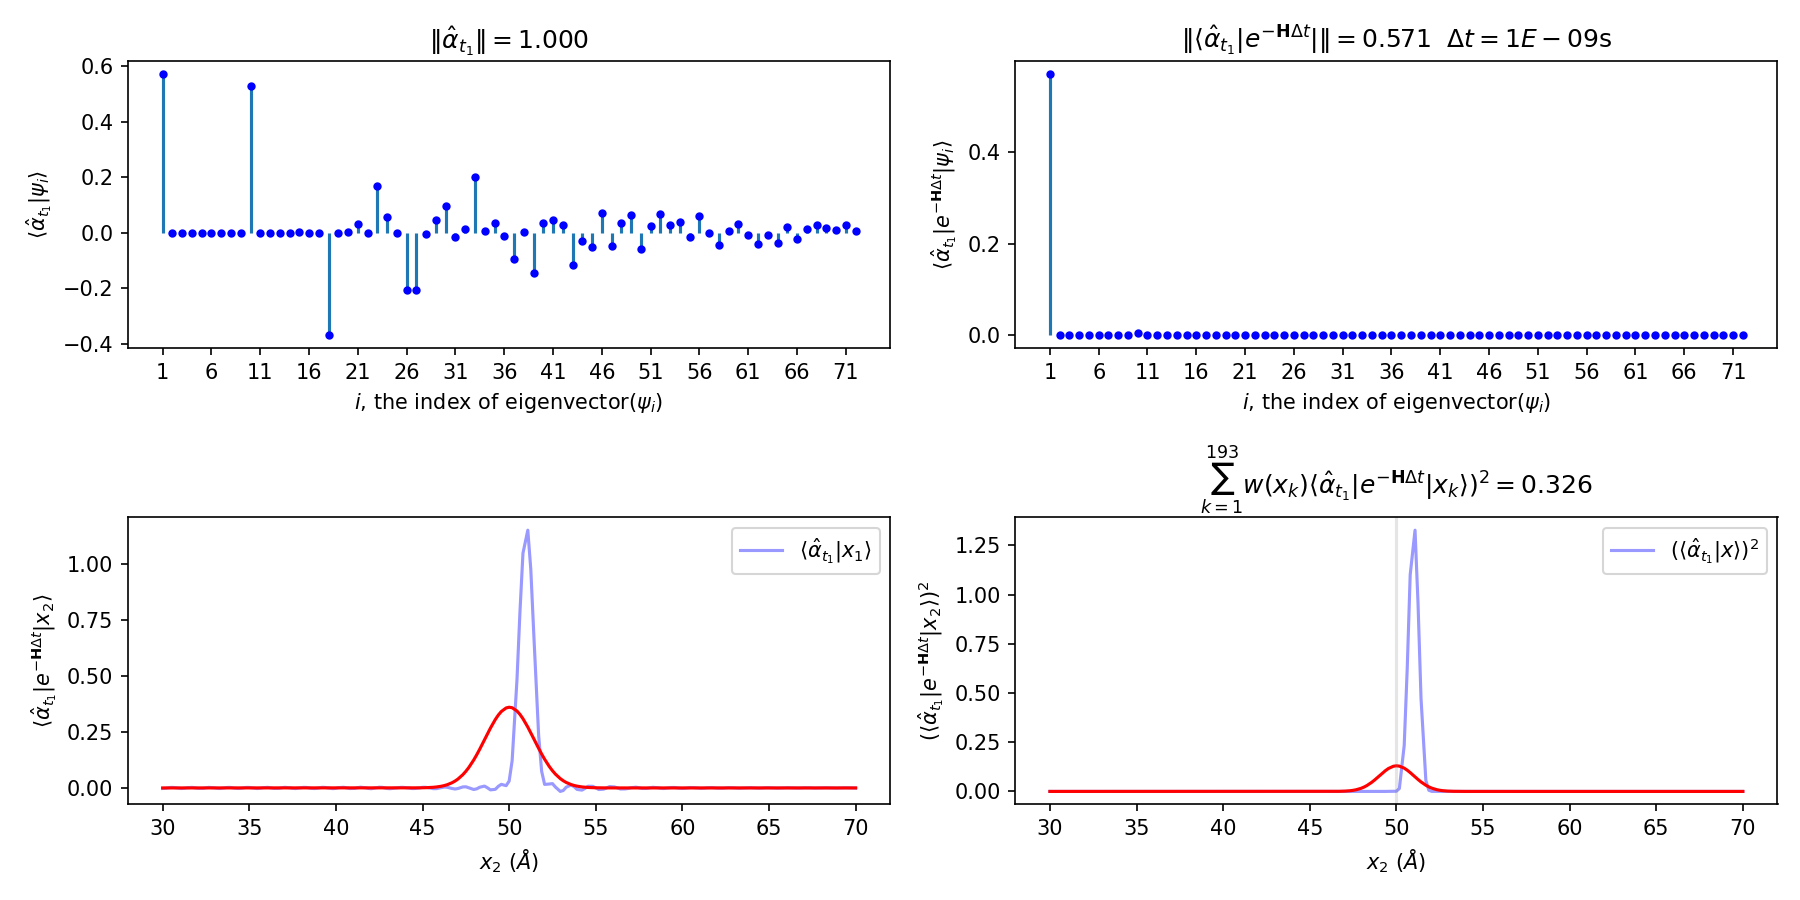 ‖α̂_{t₁}‖ = 1.000
0.6
0.4
0.2
0.0
−0.2
−0.4
⟨α̂_{t₁}|ψ_i⟩
1 6 11 16 21 26 31 36 41 46 51 56 61 66 71
i, the index of eigenvector(ψ_i)
‖⟨α̂_{t₁}|e^{−𝐇Δt}|‖ = 0.571 Δt = 1E − 09s
0.4
0.2
0.0
⟨α̂_{t₁}|e^{−𝐇Δt}|ψ_i⟩
1 6 11 16 21 26 31 36 41 46 51 56 61 66 71
i, the index of eigenvector(ψ_i)
1.00
0.75
0.50
0.25
0.00
⟨α̂_{t₁}|e^{−𝐇Δt}|x₂⟩
⟨α̂_{t₁}|x₁⟩
30 35 40 45 50 55 60 65 70
x₂ (Å)
∑_{k=1}^{193} w(x_k)⟨α̂_{t₁}|e^{−𝐇Δt}|x_k⟩)² = 0.326
1.25
1.00
0.75
0.50
0.25
0.00
(⟨α̂_{t₁}|e^{−𝐇Δt}|x₂⟩)²
(⟨α̂_{t₁}|x⟩)²
30 35 40 45 50 55 60 65 70
x₂ (Å)